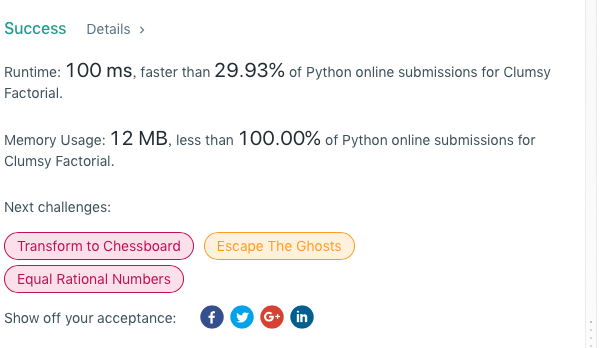 Success Details ›
Runtime: 100 ms, faster than 29.93% of Python online submissions for Clumsy
Factorial.
Memory Usage: 12 MB, less than 100.00% of Python online submissions for
Clumsy Factorial.
Next challenges:
Transform to Chessboard Escape The Ghosts
Equal Rational Numbers
Show off your acceptance: f G+ in